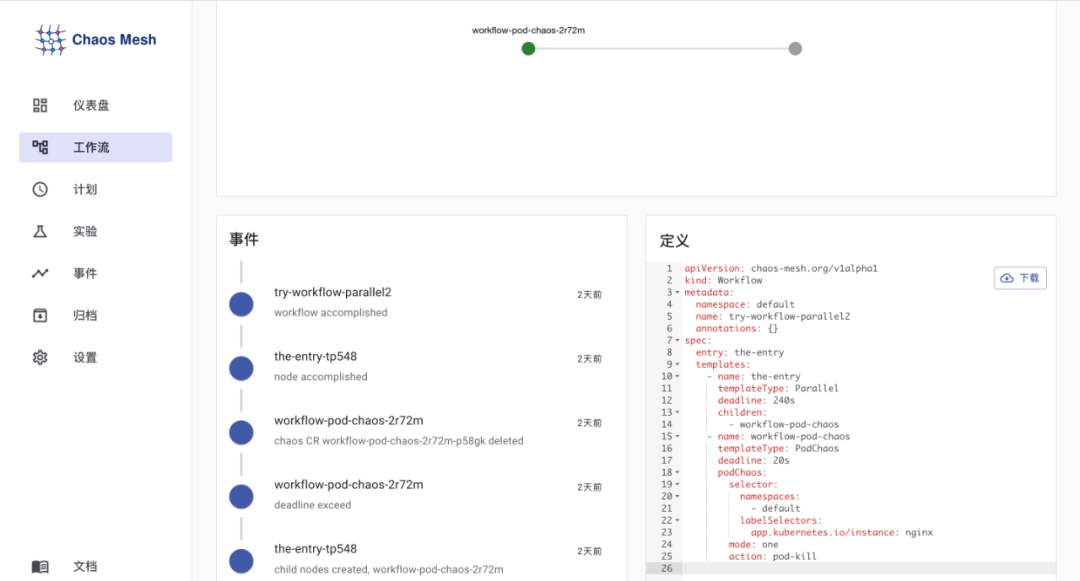 Chaos Mesh
仪表盘
工作流
计划
实验
事件
归档
设置
文档
workflow-pod-chaos-2r72m
事件
try-workflow-parallel2
2天前
workflow accomplished
the-entry-tp548
2天前
node accomplished
workflow-pod-chaos-2r72m
2天前
chaos CR workflow-pod-chaos-2r72m-p58gk deleted
workflow-pod-chaos-2r72m
2天前
deadline exceed
the-entry-tp548
2天前
child nodes created, workflow-pod-chaos-2r72m
定义
下载
1 apiVersion: chaos-mesh.org/v1alpha1
2 kind: Workflow
3 metadata:
4 namespace: default
5 name: try-workflow-parallel2
6 annotations: {}
7 spec:
8 entry: the-entry
9 templates:
10 - name: the-entry
11 templateType: Parallel
12 deadline: 240s
13 children:
14 - workflow-pod-chaos
15 - name: workflow-pod-chaos
16 templateType: PodChaos
17 deadline: 20s
18 podChaos:
19 selector:
20 namespaces:
21 - default
22 labelSelectors:
23 app.kubernetes.io/instance: nginx
24 mode: one
25 action: pod-kill
26